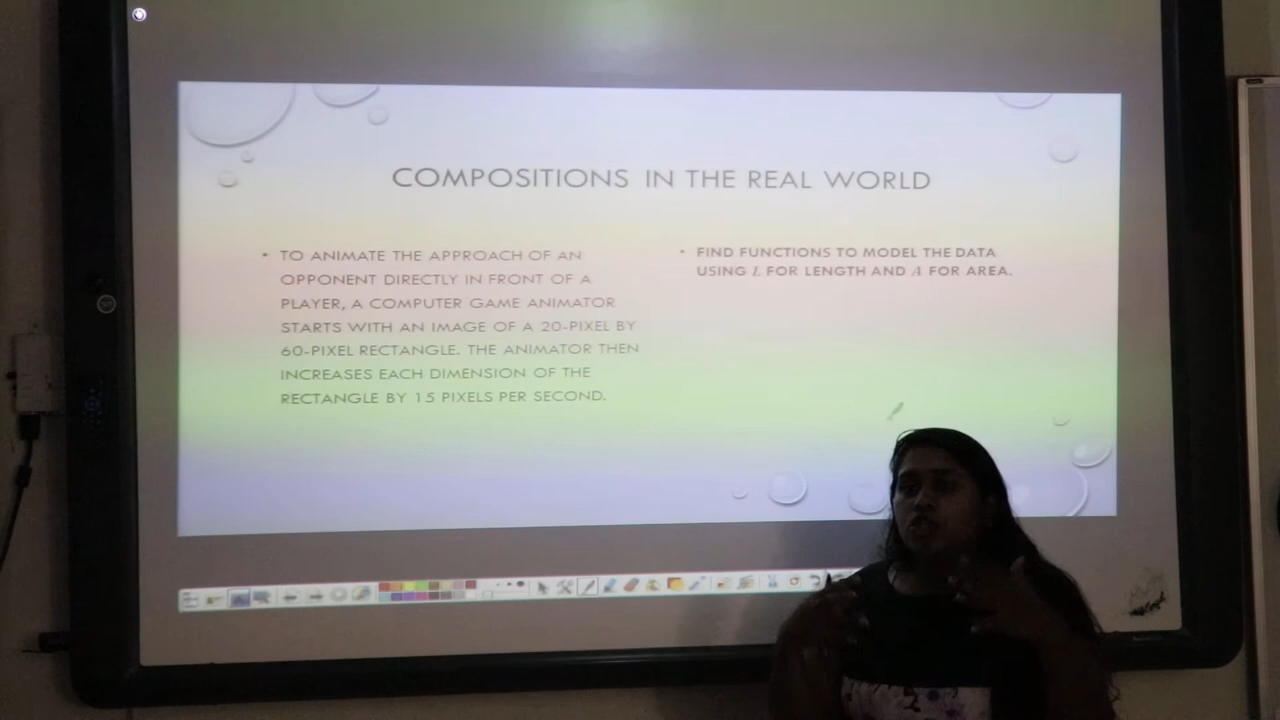 COMPOSITIONS IN THE REAL WORLD
• TO ANIMATE THE APPROACH OF AN
OPPONENT DIRECTLY IN FRONT OF A
PLAYER, A COMPUTER GAME ANIMATOR
STARTS WITH AN IMAGE OF A 20-PIXEL BY
60-PIXEL RECTANGLE. THE ANIMATOR THEN
INCREASES EACH DIMENSION OF THE
RECTANGLE BY 15 PIXELS PER SECOND.
• FIND FUNCTIONS TO MODEL THE DATA
USING L FOR LENGTH AND A FOR AREA.